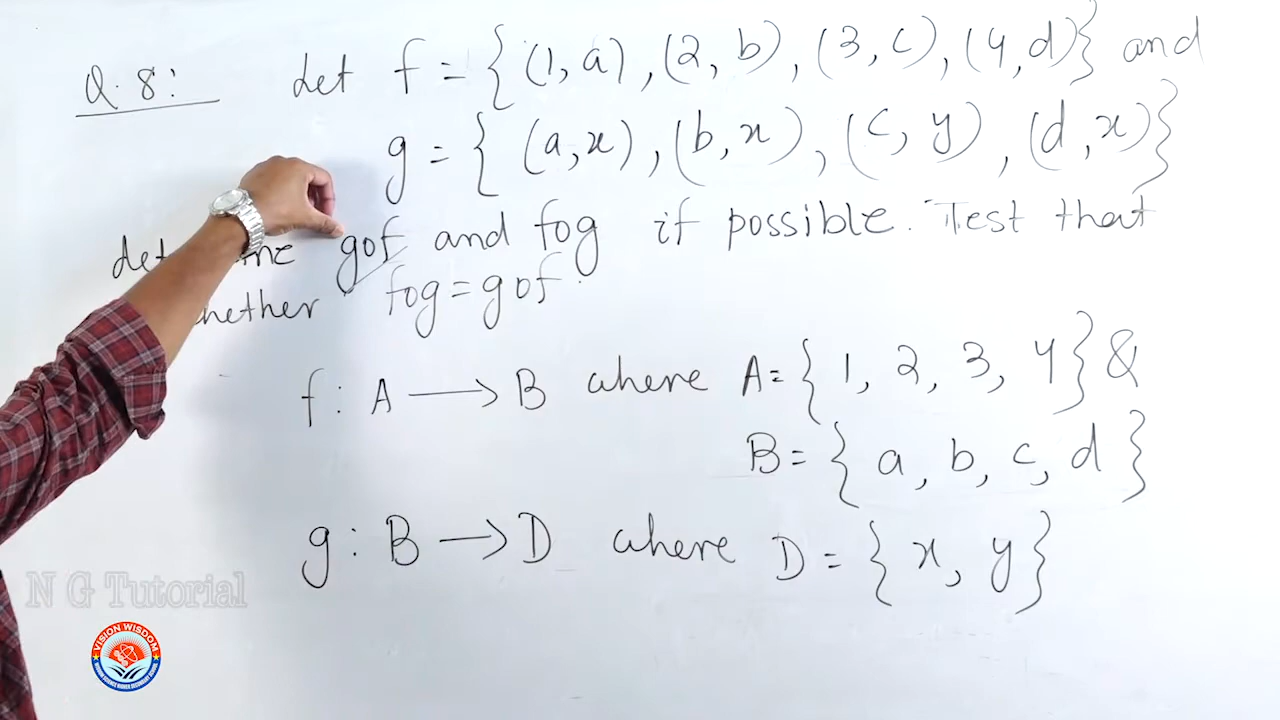 Q.8: Let f = {(1, a), (2, b), (3, c), (4, d)} and
g = {(a, x), (b, x), (c, y), (d, x)}
gof and fog if possible. Test that
whether fog = gof.
f : A ⟶ B where A = {1, 2, 3, 4} &
B = {a, b, c, d}
g : B ⟶ D where D = {x, y}
N G Tutorial
VISION WISDOM